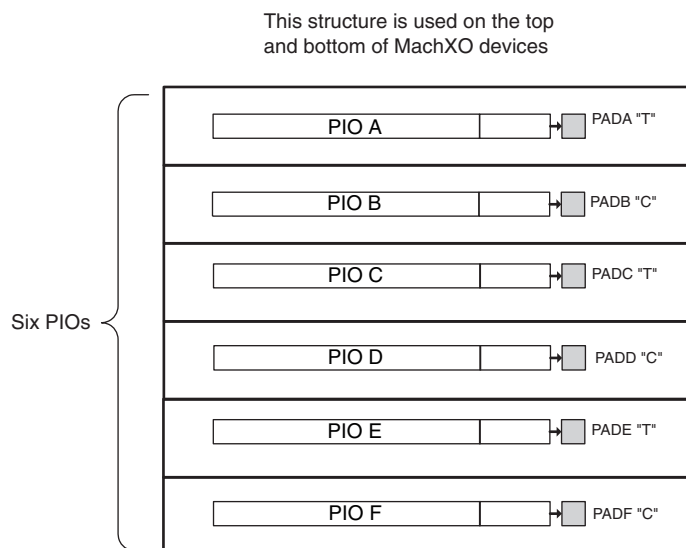 This structure is used on the top
and bottom of MachXO devices
PIO A
PADA "T"
PIO B
PADB "C"
PIO C
PADC "T"
Six PIOs
PIO D
PADD "C"
PIO E
PADE "T"
PIO F
PADF "C"